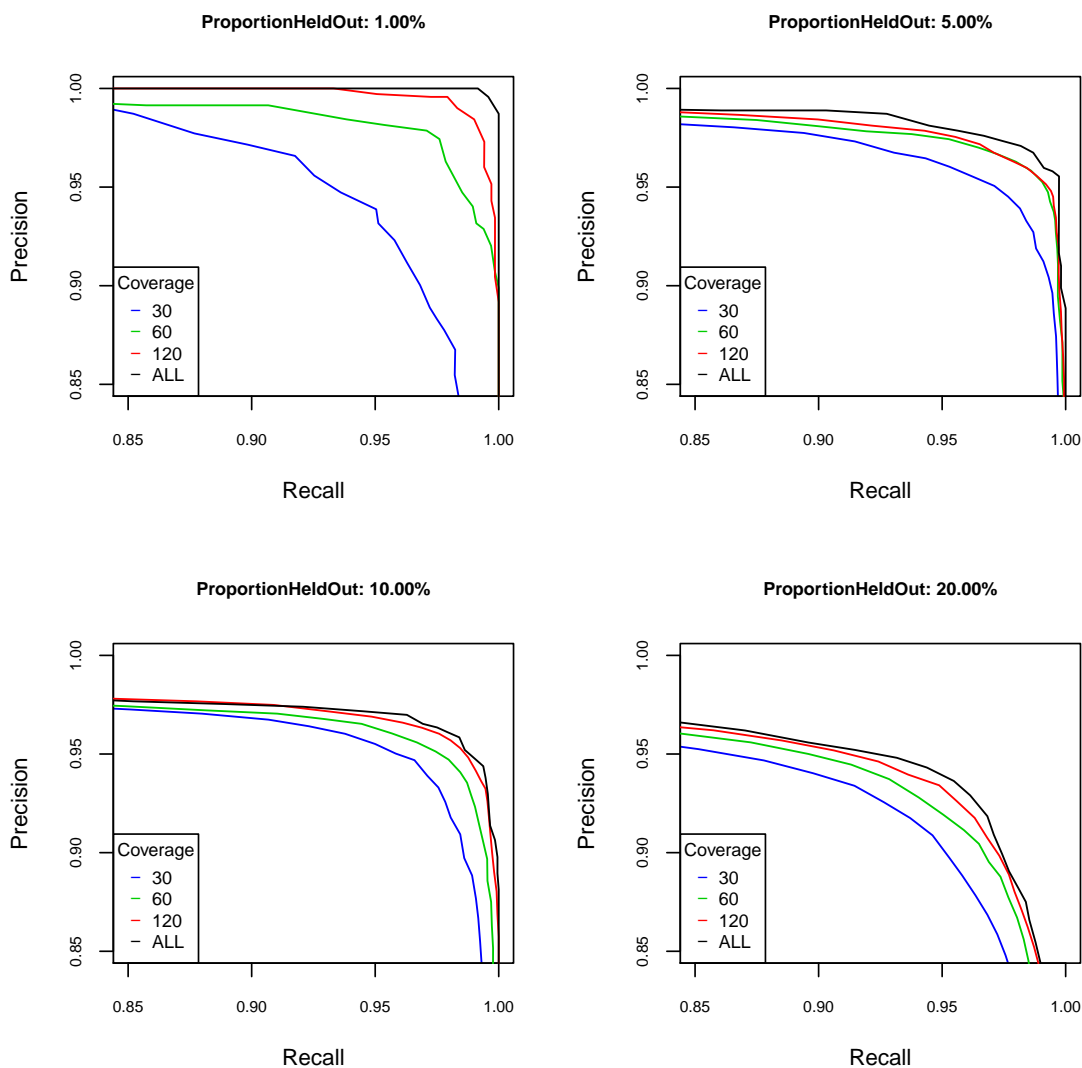 ProportionHeldOut: 1.00%
Precision
1.00
0.95
0.90
0.85
Coverage
30
60
120
ALL
0.85 0.90 0.95 1.00
Recall
ProportionHeldOut: 5.00%
Precision
1.00
0.95
0.90
0.85
Coverage
30
60
120
ALL
0.85 0.90 0.95 1.00
Recall
ProportionHeldOut: 10.00%
Precision
1.00
0.95
0.90
0.85
Coverage
30
60
120
ALL
0.85 0.90 0.95 1.00
Recall
ProportionHeldOut: 20.00%
Precision
1.00
0.95
0.90
0.85
Coverage
30
60
120
ALL
0.85 0.90 0.95 1.00
Recall